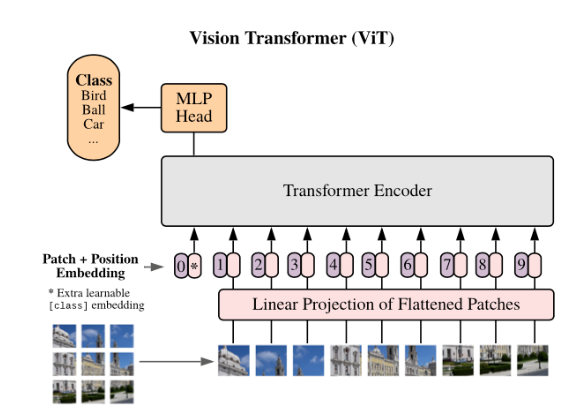 Vision Transformer (ViT)
Class
Bird
Ball
Car
...
MLP
Head
Transformer Encoder
Patch + Position
Embedding
0 * 1 2 3 4 5 6 7 8 9
* Extra learnable
[class] embedding
Linear Projection of Flattened Patches